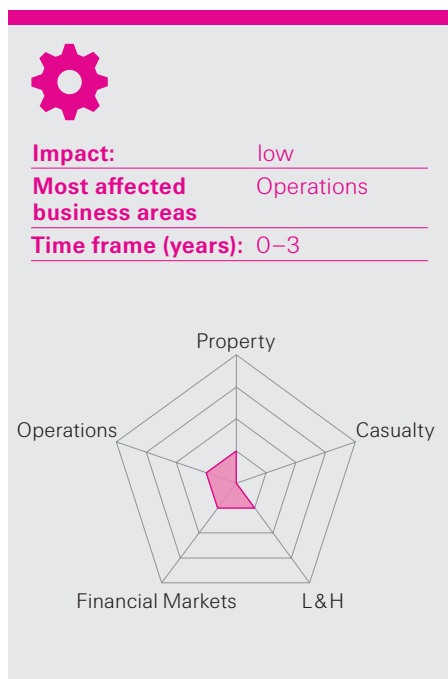 Impact: low
Most affected Operations
business areas
Time frame (years): 0–3
Property
Operations
Casualty
Financial Markets
L&H